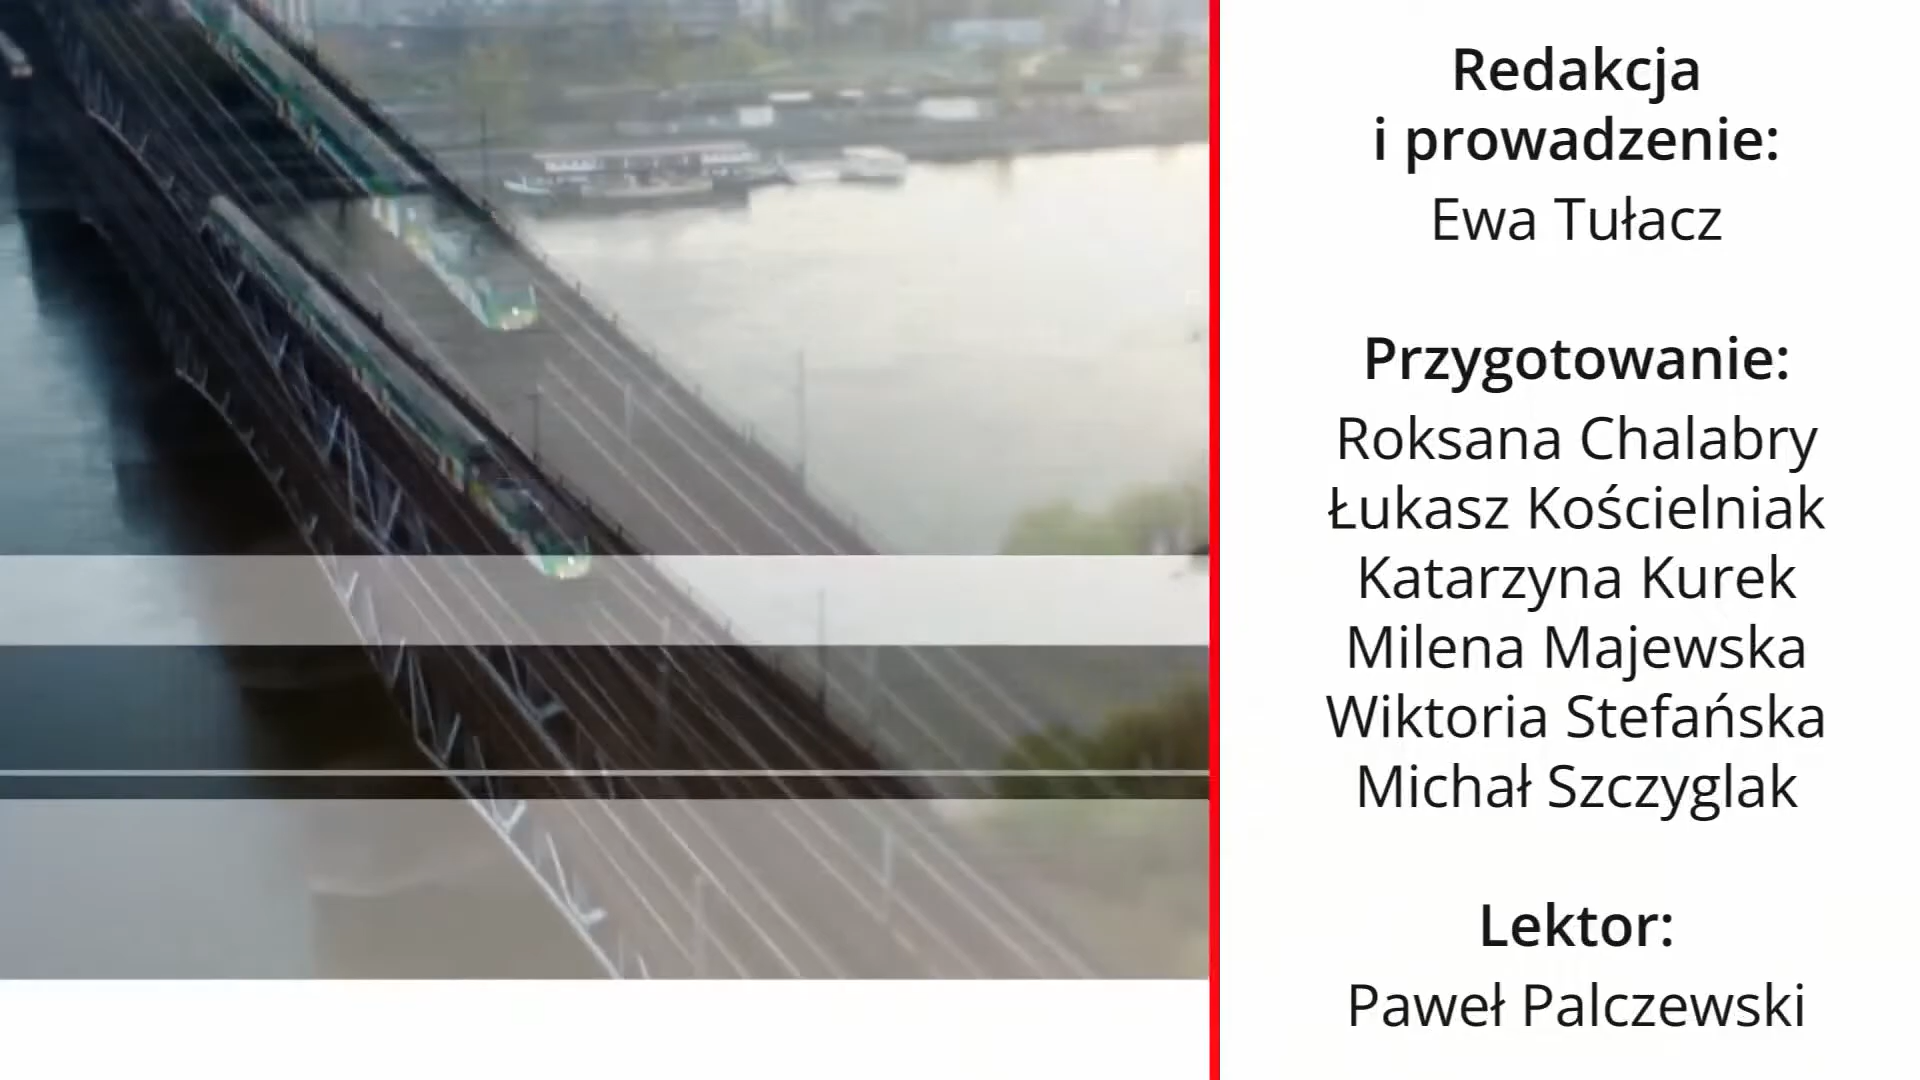 Redakcja
i prowadzenie:
Ewa Tułacz
Przygotowanie:
Roksana Chalabry
Łukasz Kościelniak
Katarzyna Kurek
Milena Majewska
Wiktoria Stefańska
Michał Szczyglak
Lektor:
Paweł Palczewski